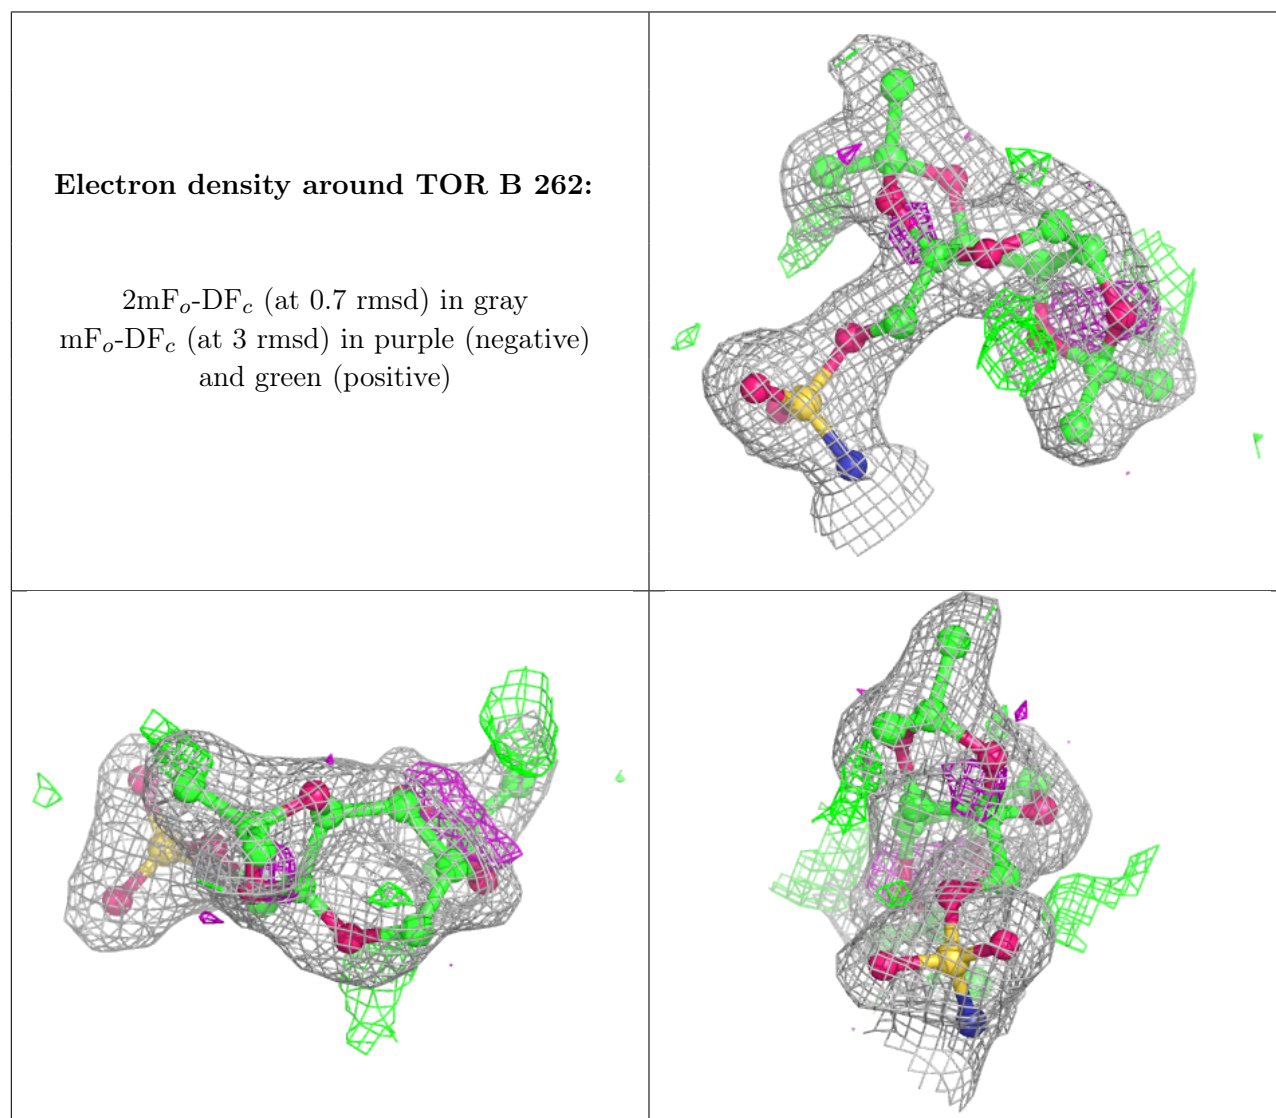 Electron density around TOR B 262:
2mFo-DFc (at 0.7 rmsd) in gray
mFo-DFc (at 3 rmsd) in purple (negative)
and green (positive)